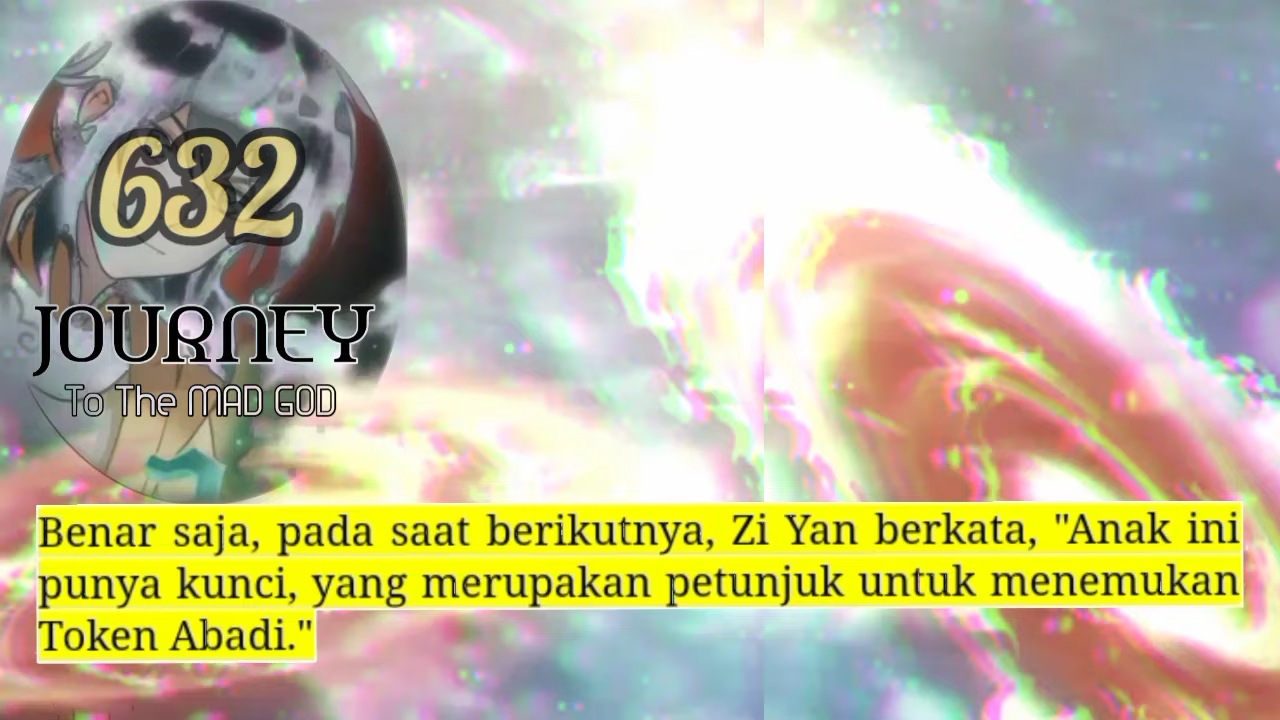 632
JOURNEY
To The MAD GOD
Benar saja, pada saat berikutnya, Zi Yan berkata, "Anak ini
punya kunci, yang merupakan petunjuk untuk menemukan
Token Abadi."